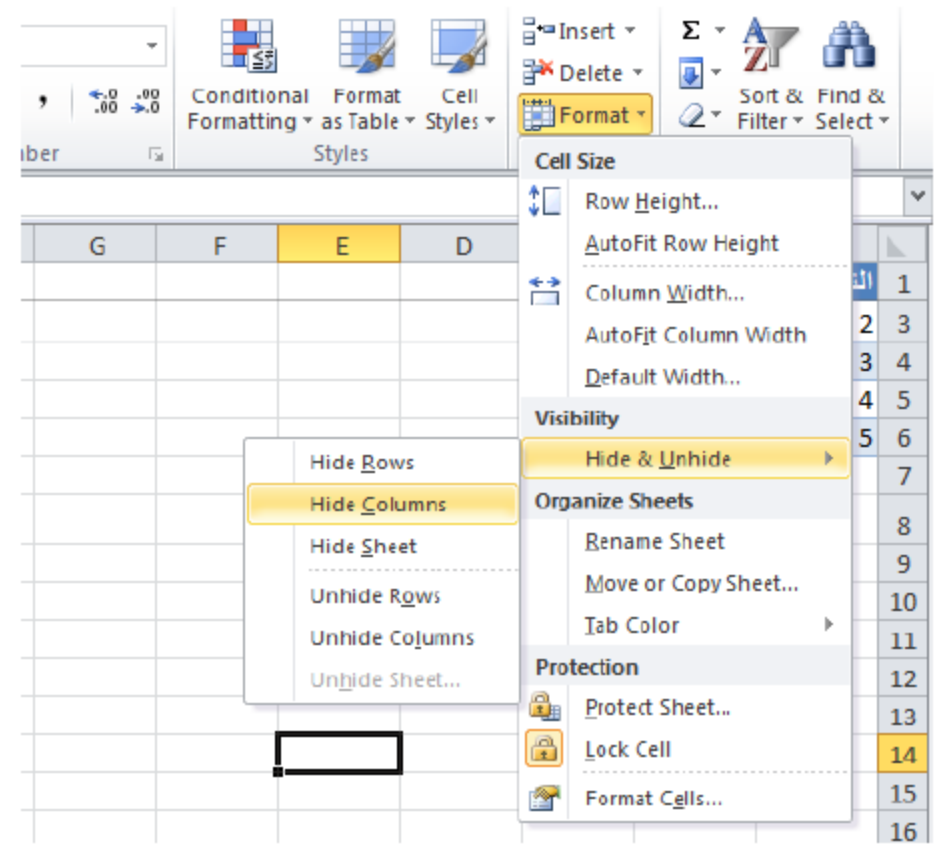 Insert
Delete
Format
Σ
Conditional
Formatting
Format
as Table
Cell
Styles
Sort &
Filter
Find &
Select
Styles
Cell Size
Row Height...
AutoFit Row Height
Column Width...
AutoFit Column Width
Default Width...
Visibility
Hide & Unhide
Organize Sheets
Rename Sheet
Move or Copy Sheet...
Tab Color
Protection
Protect Sheet...
Lock Cell
Format Cells...
Hide Rows
Hide Columns
Hide Sheet
Unhide Rows
Unhide Columns
Unhide Sheet...
G F E D
1
2 3
3 4
4 5
5 6
7
8
9
10
11
12
13
14
15
16